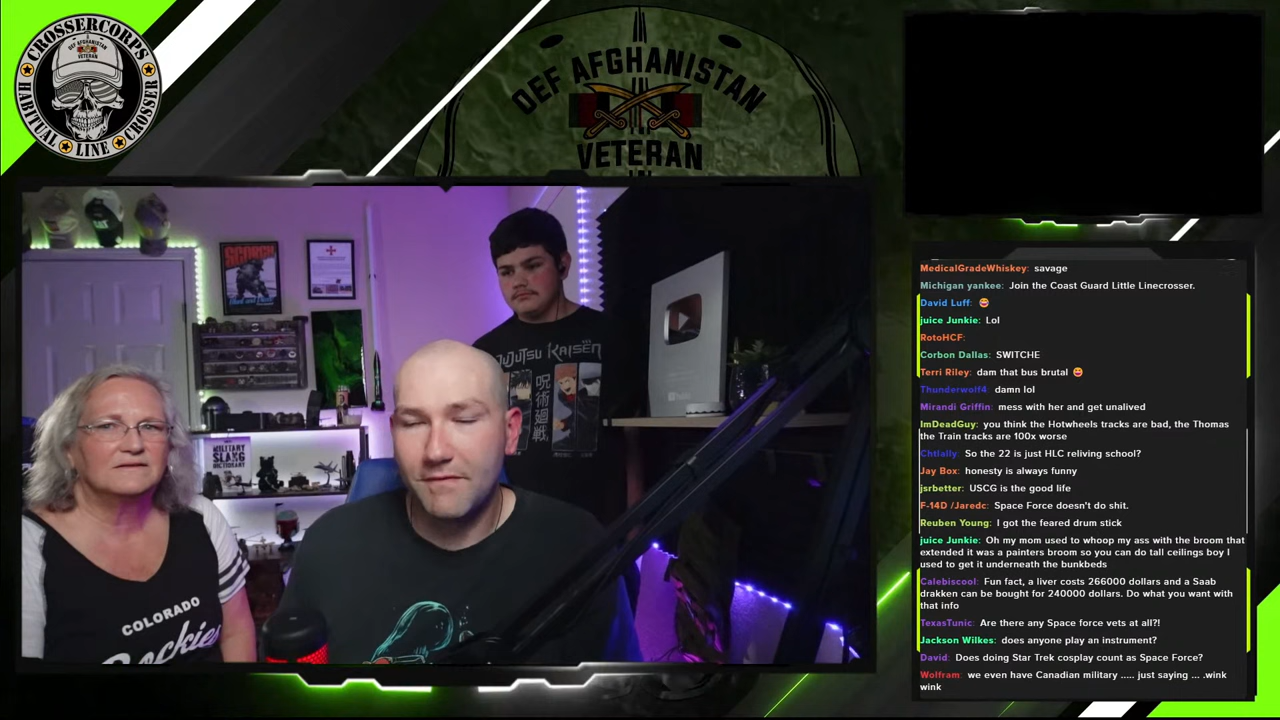 CROSSERCORPS
OEF AFGHANISTAN
VETERAN
HABITUAL
LINE
CROSSER
OEF AFGHANISTAN
VETERAN
SCORCH
JUJUTSU KAISEN
呪術廻戦
MILITARY
SLANG
DICTIONARY
COLORADO
Rockies
MedicalGradeWhiskey: savage
Michigan yankee: Join the Coast Guard Little Linecrosser.
David Luff: 😝
juice Junkie: Lol
RotoHCF:
Corbon Dallas: SWITCHE
Terri Riley: dam that bus brutal 😝
Thunderwolf4: damn lol
Mirandi Griffin: mess with her and get unalived
ImDeadGuy: you think the Hotwheels tracks are bad, the Thomas
the Train tracks are 100x worse
Chtlally: So the 22 is just HLC reliving school?
Jay Box: honesty is always funny
jsrbetter: USCG is the good life
F-14D /Jaredc: Space Force doesn't do shit.
Reuben Young: I got the feared drum stick
juice Junkie: Oh my mom used to whoop my ass with the broom that
extended it was a painters broom so you can do tall ceilings boy I
used to get it underneath the bunkbeds
Calebiscool: Fun fact, a liver costs 266000 dollars and a Saab
drakken can be bought for 240000 dollars. Do what you want with
that info
TexasTunic: Are there any Space force vets at all?!
Jackson Wilkes: does anyone play an instrument?
David: Does doing Star Trek cosplay count as Space Force?
Wolfram: we even have Canadian military ..... just saying ... .wink
wink